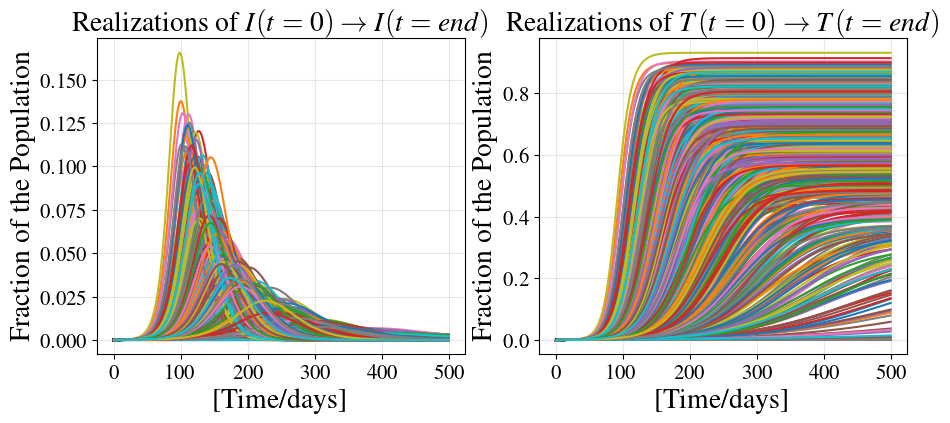 Realizations of I(t = 0) → I(t = end)
Fraction of the Population
0.150
0.125
0.100
0.075
0.050
0.025
0.000
0 100 200 300 400 500
[Time/days]
Realizations of T(t = 0) → T(t = end)
Fraction of the Population
0.8
0.6
0.4
0.2
0.0
0 100 200 300 400 500
[Time/days]